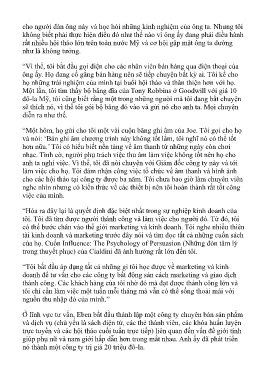 cho người đàn ông này và học hỏi những kinh nghiệm của ông ta. Nhưng tôi
không biết phải thực hiện điều đó như thế nào vì ông ấy đang phải điều hành
rất nhiều hội thảo lớn trên toàn nước Mỹ và cơ hội gặp mặt ông ta dường
như là không tưởng.
“Vì thế, tôi bắt đầu gọi điện cho các nhân viên bán hàng qua điện thoại của
ông ấy. Họ đang cố gắng bán hàng nên sẽ tiếp chuyện bất kỳ ai. Tôi kể cho
họ những trải nghiệm của mình tại buổi hội thảo và thân thiện hơn với họ.
Một lần, tôi tìm thấy bộ băng đĩa của Tony Robbins ở Goodwill với giá 10
đô-la Mỹ, tôi cũng biết rằng một trong những người mà tôi đang bắt chuyện
sẽ thích nó, vì thế tôi gói bộ băng đó vào và gửi nó cho anh ta. Mọi chuyện
diễn ra như thế.
“Một hôm, họ gửi cho tôi một vài cuộn băng ghi âm của Joe. Tôi gọi cho họ
và nói: ‘Bản ghi âm chương trình này không tốt lắm, tôi nghĩ nó có thể tốt
hơn nữa.’ Tôi có hiểu biết nền tảng về âm thanh từ những ngày còn chơi
nhạc. Tình cờ, người phụ trách việc thu âm làm việc không tốt nên họ cho
anh ta nghỉ việc. Vì thế, tôi đã nói chuyện với Giám đốc công ty này và tới
làm việc cho họ. Tôi đảm nhận công việc tổ chức về âm thanh và hình ảnh
cho các hội thảo tại công ty được ba năm. Tôi chưa bao giờ làm chuyên viên
nghe nhìn nhưng có kiến thức về các thiết bị nên tôi hoàn thành rất tốt công
việc của mình.
“Hóa ra đây lại là quyết định đặc biệt nhất trong sự nghiệp kinh doanh của
tôi. Tôi đã tìm được người thành công và làm việc cho người đó. Từ đó, tôi
có thể bước chân vào thế giới marketing và kinh doanh. Tôi nghe nhiều thiên
tài kinh doanh và marketing trước đây nói và tìm đọc tất cả những cuốn sách
của họ. Cuốn Influence: The Psychology of Persuasion (Những đòn tâm lý
trong thuyết phục) của Cialdini đã ảnh hưởng rất lớn đến tôi.
“Tôi bắt đầu áp dụng tất cả những gì tôi học được về marketing và kinh
doanh để tư vấn cho các công ty bất động sản cách marketing và giao dịch
thành công. Các khách hàng của tôi nhờ đó mà đạt được thành công lớn và
tôi chỉ cần làm việc một tuần mỗi tháng mà vẫn có thể sống thoải mái với
nguồn thu nhập đó của mình.”
Ở lĩnh vực tư vấn, Eben bắt đầu thành lập một công ty chuyên bán sản phẩm
và dịch vụ (chủ yếu là sách điện tử, các thẻ thành viên, các khóa huấn luyện
trực tuyến và các hội thảo cuối tuần trực tiếp) liên quan đến vấn đề giới tính
giúp phụ nữ và nam giới hấp dẫn hơn trong mắt nhau. Anh ấy đã phát triển
nó thành một công ty trị giá 20 triệu đô-la.